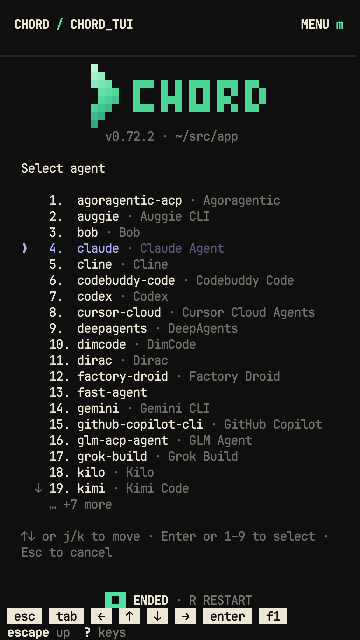 CHORD / CHORD_TUI
MENU m
CHORD
v0.72.2 · ~/src/app
Select agent
1. agoragentic-acp · Agoragentic
2. auggie · Auggie CLI
3. bob · Bob
❫ 4. claude · Claude Agent
5. cline · Cline
6. codebuddy-code · Codebuddy Code
7. codex · Codex
8. cursor-cloud · Cursor Cloud Agents
9. deepagents · DeepAgents
10. dimcode · DimCode
11. dirac · Dirac
12. factory-droid · Factory Droid
13. fast-agent
14. gemini · Gemini CLI
15. github-copilot-cli · GitHub Copilot
16. glm-acp-agent · GLM Agent
17. grok-build · Grok Build
18. kilo · Kilo
↓ 19. kimi · Kimi Code
… +7 more
↑↓ or j/k to move · Enter or 1-9 to select ·
Esc to cancel
ENDED · R RESTART
esc tab ← ↑ ↓ → enter f1
escape up ? keys